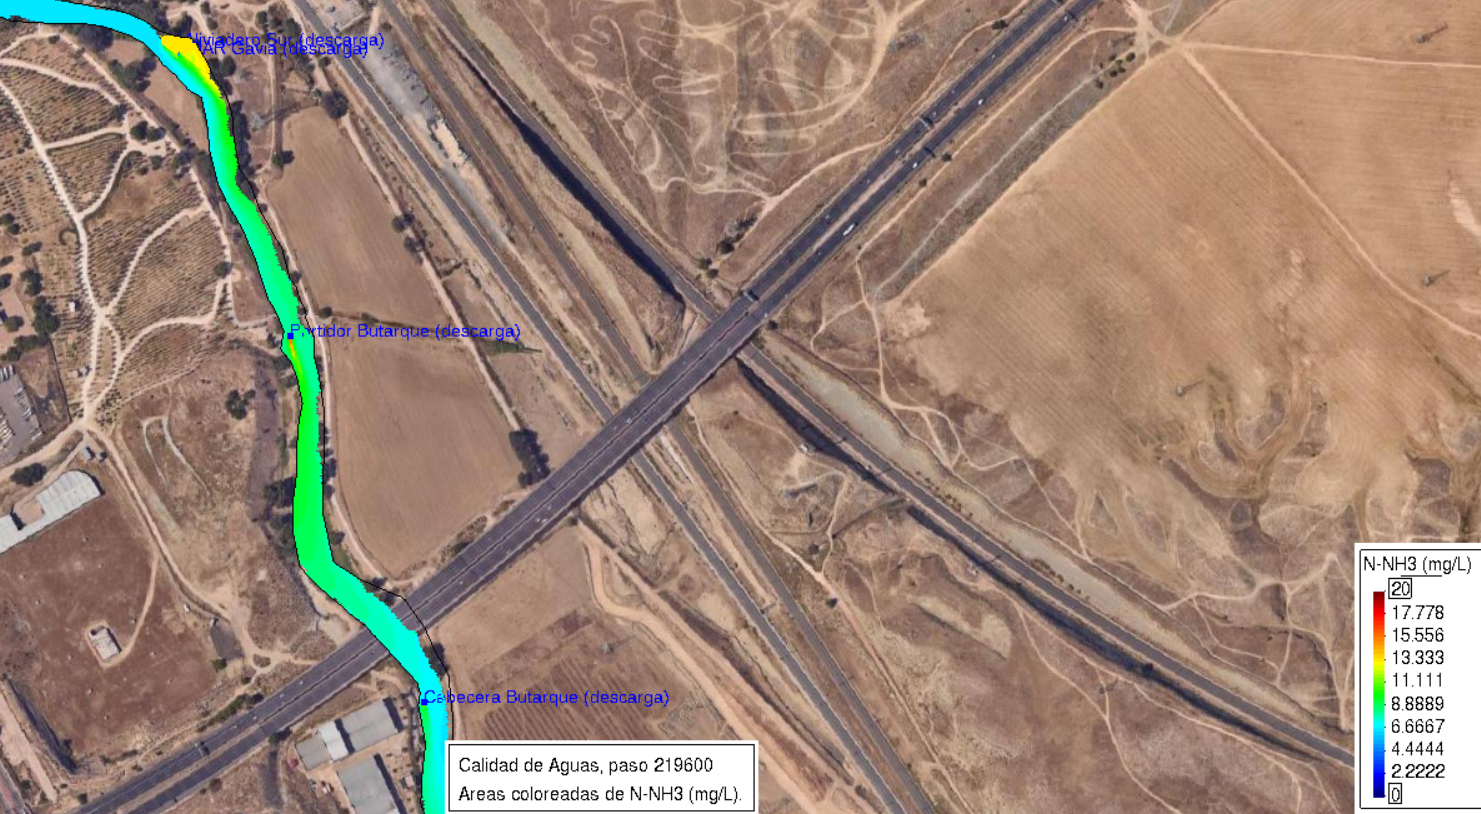 Aliviadero Sur (descarga)
EDAR Gavia (descarga)
Partidor Butarque (descarga)
Cabecera Butarque (descarga)
Calidad de Aguas, paso 219600
Areas coloreadas de N-NH3 (mg/L).
N-NH3 (mg/L)
20
17.778
15.556
13.333
11.111
8.8889
6.6667
4.4444
2.2222
0